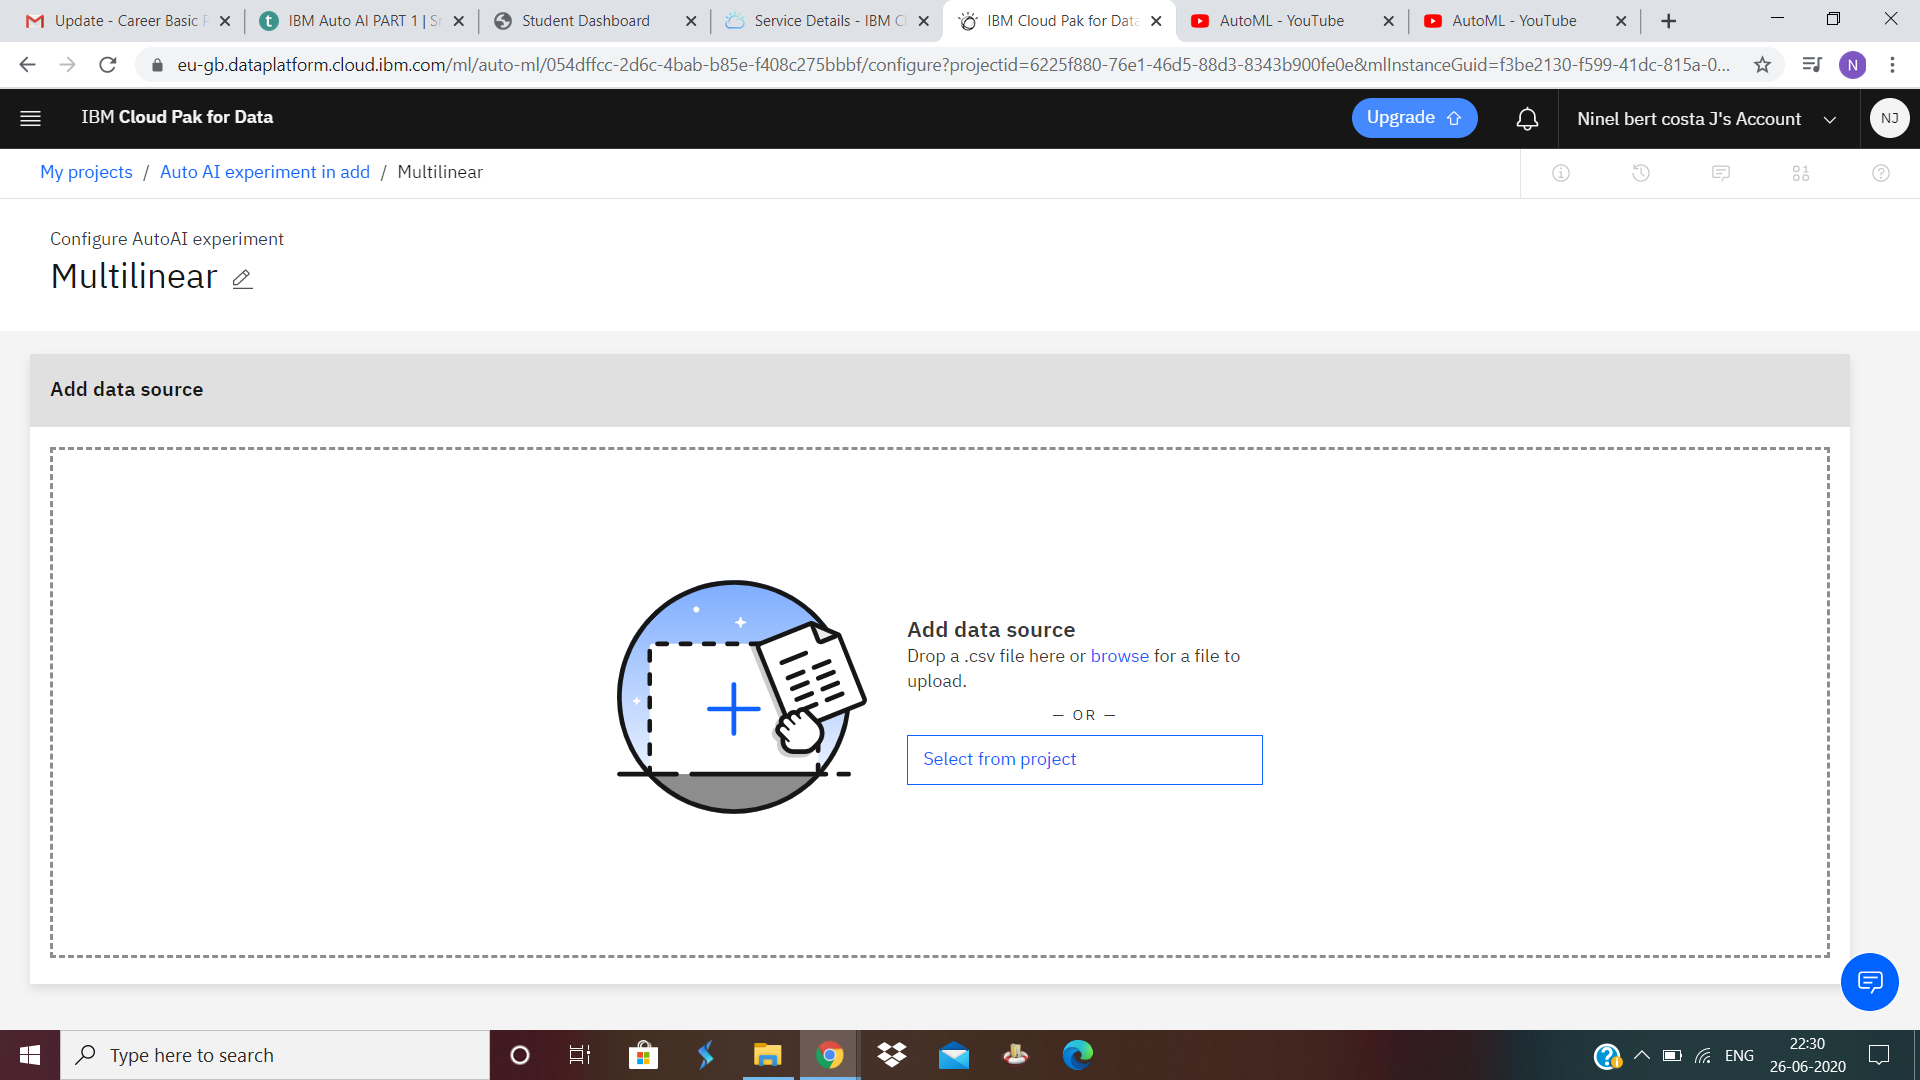 Update - Career Basic
IBM Auto AI PART 1 |
Student Dashboard
Service Details - IBM
IBM Cloud Pak for Data
AutoML - YouTube
AutoML - YouTube
eu-gb.dataplatform.cloud.ibm.com/ml/auto-ml/054dffcc-2d6c-4bab-b85e-f408c275bbbf/configure?projectid=6225f880-76e1-46d5-88d3-8343b900fe0e&mlInstanceGuid=f3be2130-f599-41dc-815a-0...
N
IBM Cloud Pak for Data
Upgrade
Ninel bert costa J's Account
NJ
My projects / Auto AI experiment in add / Multilinear
Configure AutoAI experiment
Multilinear
Add data source
Add data source
Drop a .csv file here or browse for a file to
upload.
— OR —
Select from project
Type here to search
ENG
22:30
26-06-2020